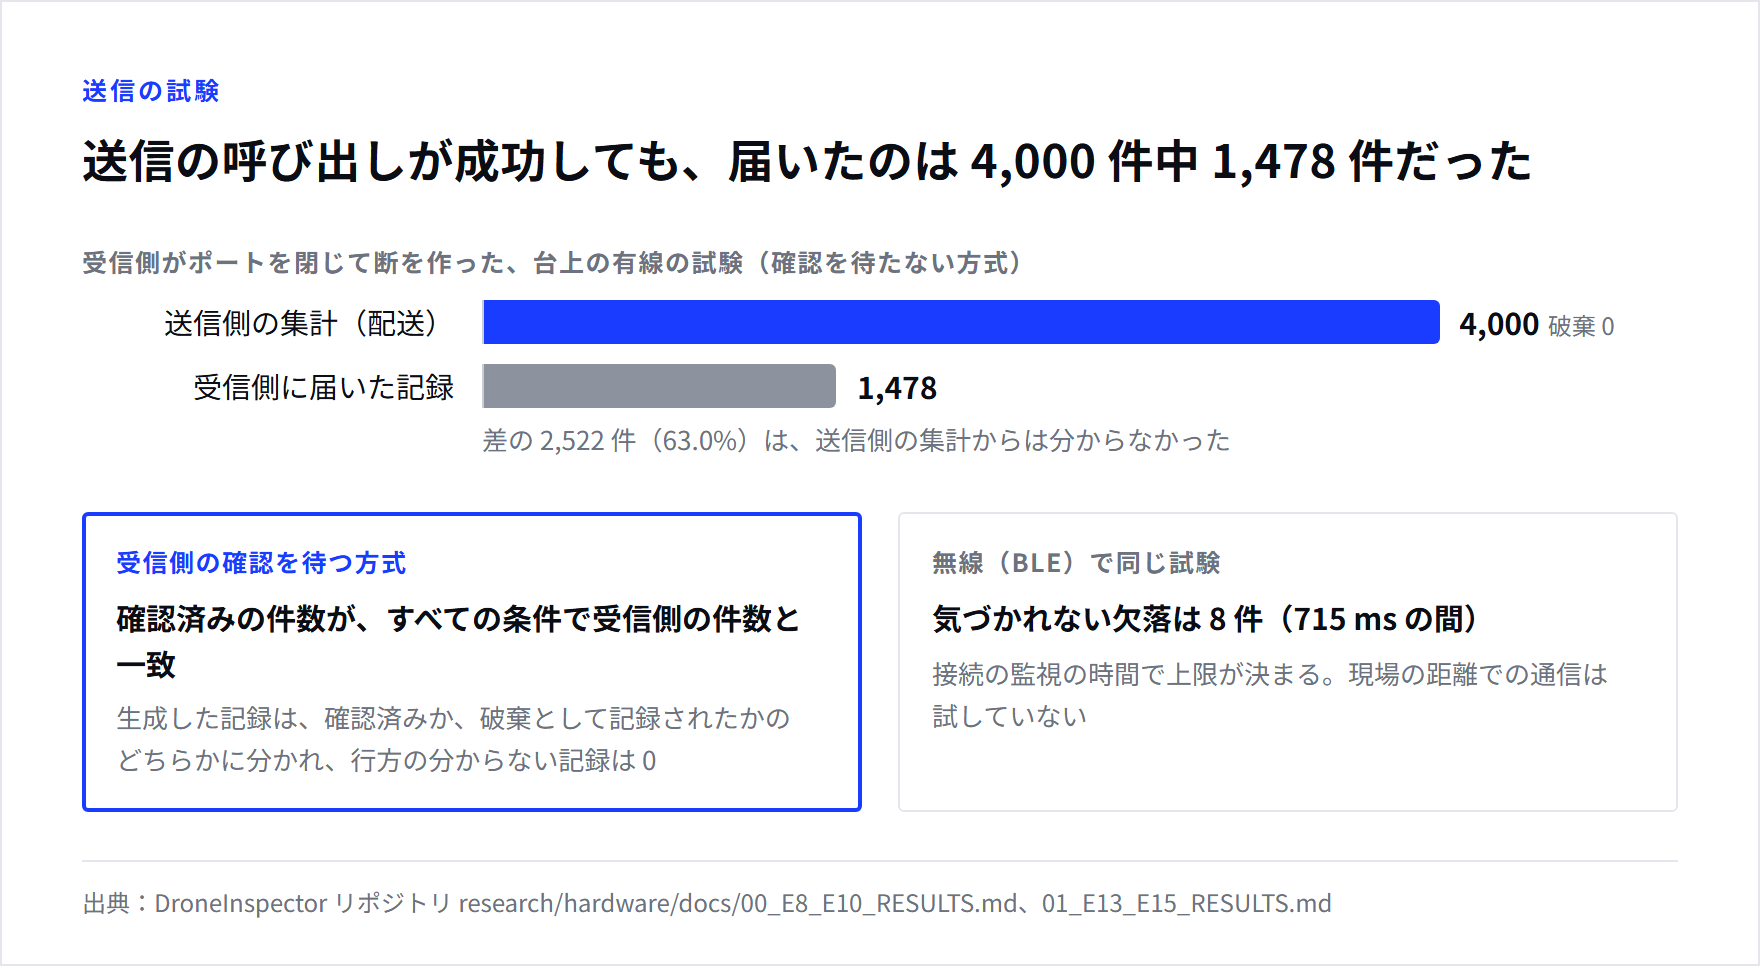 送信の試験
送信の呼び出しが成功しても、届いたのは 4,000 件中 1,478 件だった
受信側がポートを閉じて断を作った、台上の有線の試験（確認を待たない方式）
送信側の集計（配送） 4,000 破棄 0
受信側に届いた記録 1,478
差の 2,522 件（63.0%）は、送信側の集計からは分からなかった
受信側の確認を待つ方式
確認済みの件数が、すべての条件で受信側の件数と
一致
生成した記録は、確認済みか、破棄として記録されたかの
どちらかに分かれ、行方の分からない記録は 0
無線（BLE）で同じ試験
気づかれない欠落は 8 件（715 ms の間）
接続の監視の時間で上限が決まる。現場の距離での通信は
試していない
出典：DroneInspector リポジトリ research/hardware/docs/00_E8_E10_RESULTS.md、01_E13_E15_RESULTS.md